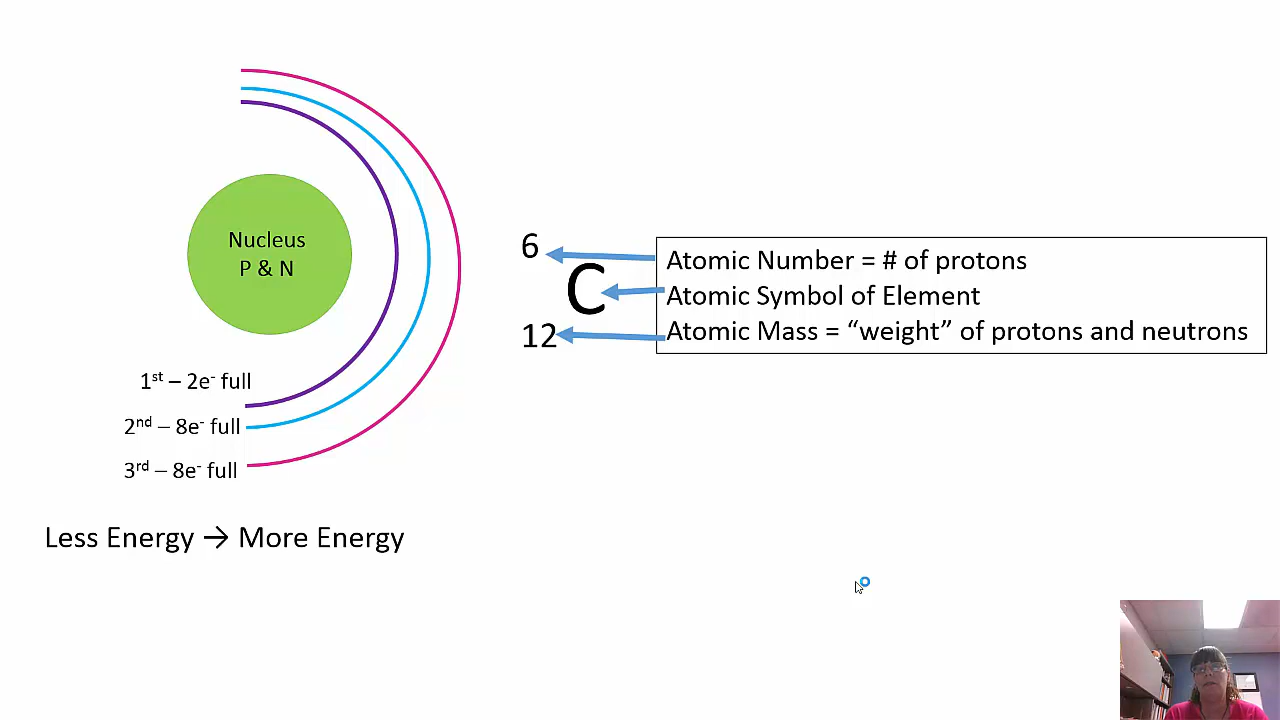 Nucleus
P & N
1st – 2e- full
2nd – 8e- full
3rd – 8e- full
Less Energy → More Energy
6
C
12
Atomic Number = # of protons
Atomic Symbol of Element
Atomic Mass = “weight” of protons and neutrons